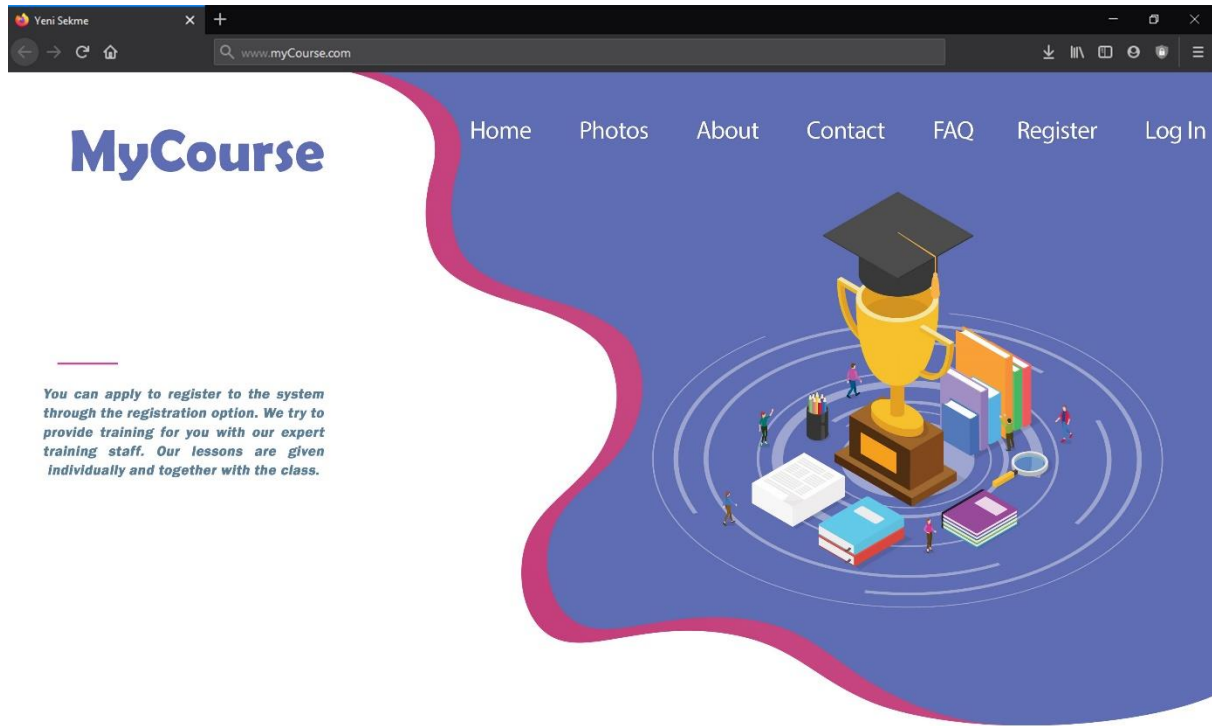 Yeni Sekme
www.myCourse.com
MyCourse
Home Photos About Contact FAQ Register Log In
You can apply to register to the system
through the registration option. We try to
provide training for you with our expert
training staff. Our lessons are given
individually and together with the class.